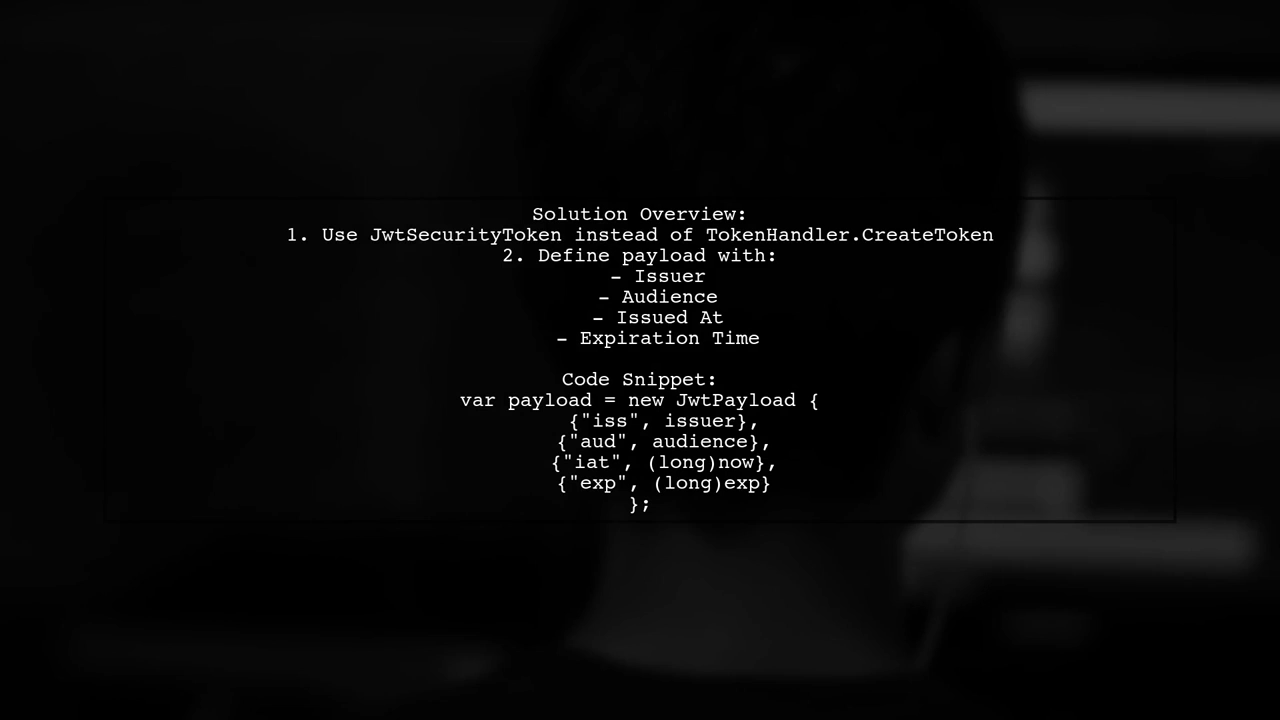 Solution Overview:
1. Use JwtSecurityToken instead of TokenHandler.CreateToken
2. Define payload with:
- Issuer
- Audience
- Issued At
- Expiration Time
Code Snippet:
var payload = new JwtPayload {
{"iss", issuer},
{"aud", audience},
{"iat", (long)now},
{"exp", (long)exp}
};